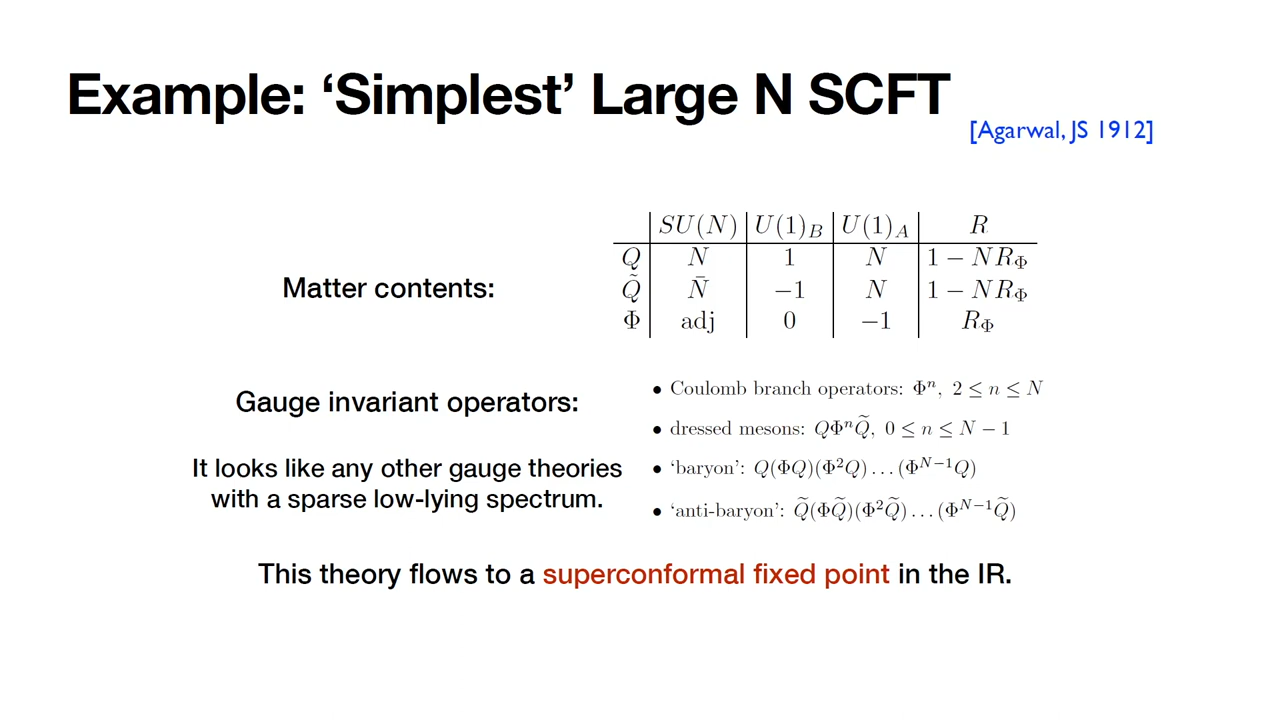 Example: ‘Simplest’ Large N SCFT
[Agarwal, JS 1912]
SU(N) U(1)_B U(1)_A R
Q N 1 N 1 − NR_Φ
Matter contents:
Q̃ N̄ −1 N 1 − NR_Φ
Φ adj 0 −1 R_Φ
Gauge invariant operators:
• Coulomb branch operators: Φⁿ, 2 ≤ n ≤ N
• dressed mesons: QΦⁿQ̃, 0 ≤ n ≤ N − 1
It looks like any other gauge theories
with a sparse low-lying spectrum.
• ‘baryon’: Q(ΦQ)(Φ²Q)...(Φ^{N−1}Q)
• ‘anti-baryon’: Q̃(ΦQ̃)(Φ²Q̃)...(Φ^{N−1}Q̃)
This theory flows to a superconformal fixed point in the IR.